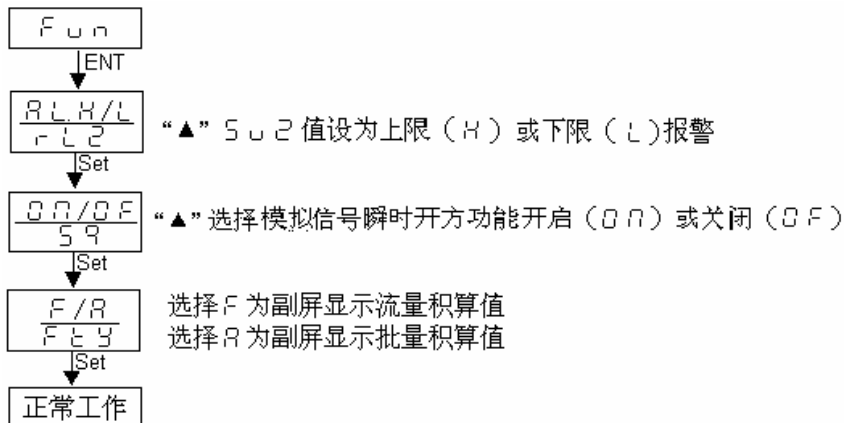 Fun
ENT
AL.H/L
rL2
“▲” Su2 值设为上限（H）或下限（L)报警
Set
ON/OF
Sq
“▲”选择模拟信号瞬时开方功能开启（ON）或关闭（OF）
Set
F/A
Fty
选择F为副屏显示流量积算值
选择A为副屏显示批量积算值
Set
正常工作